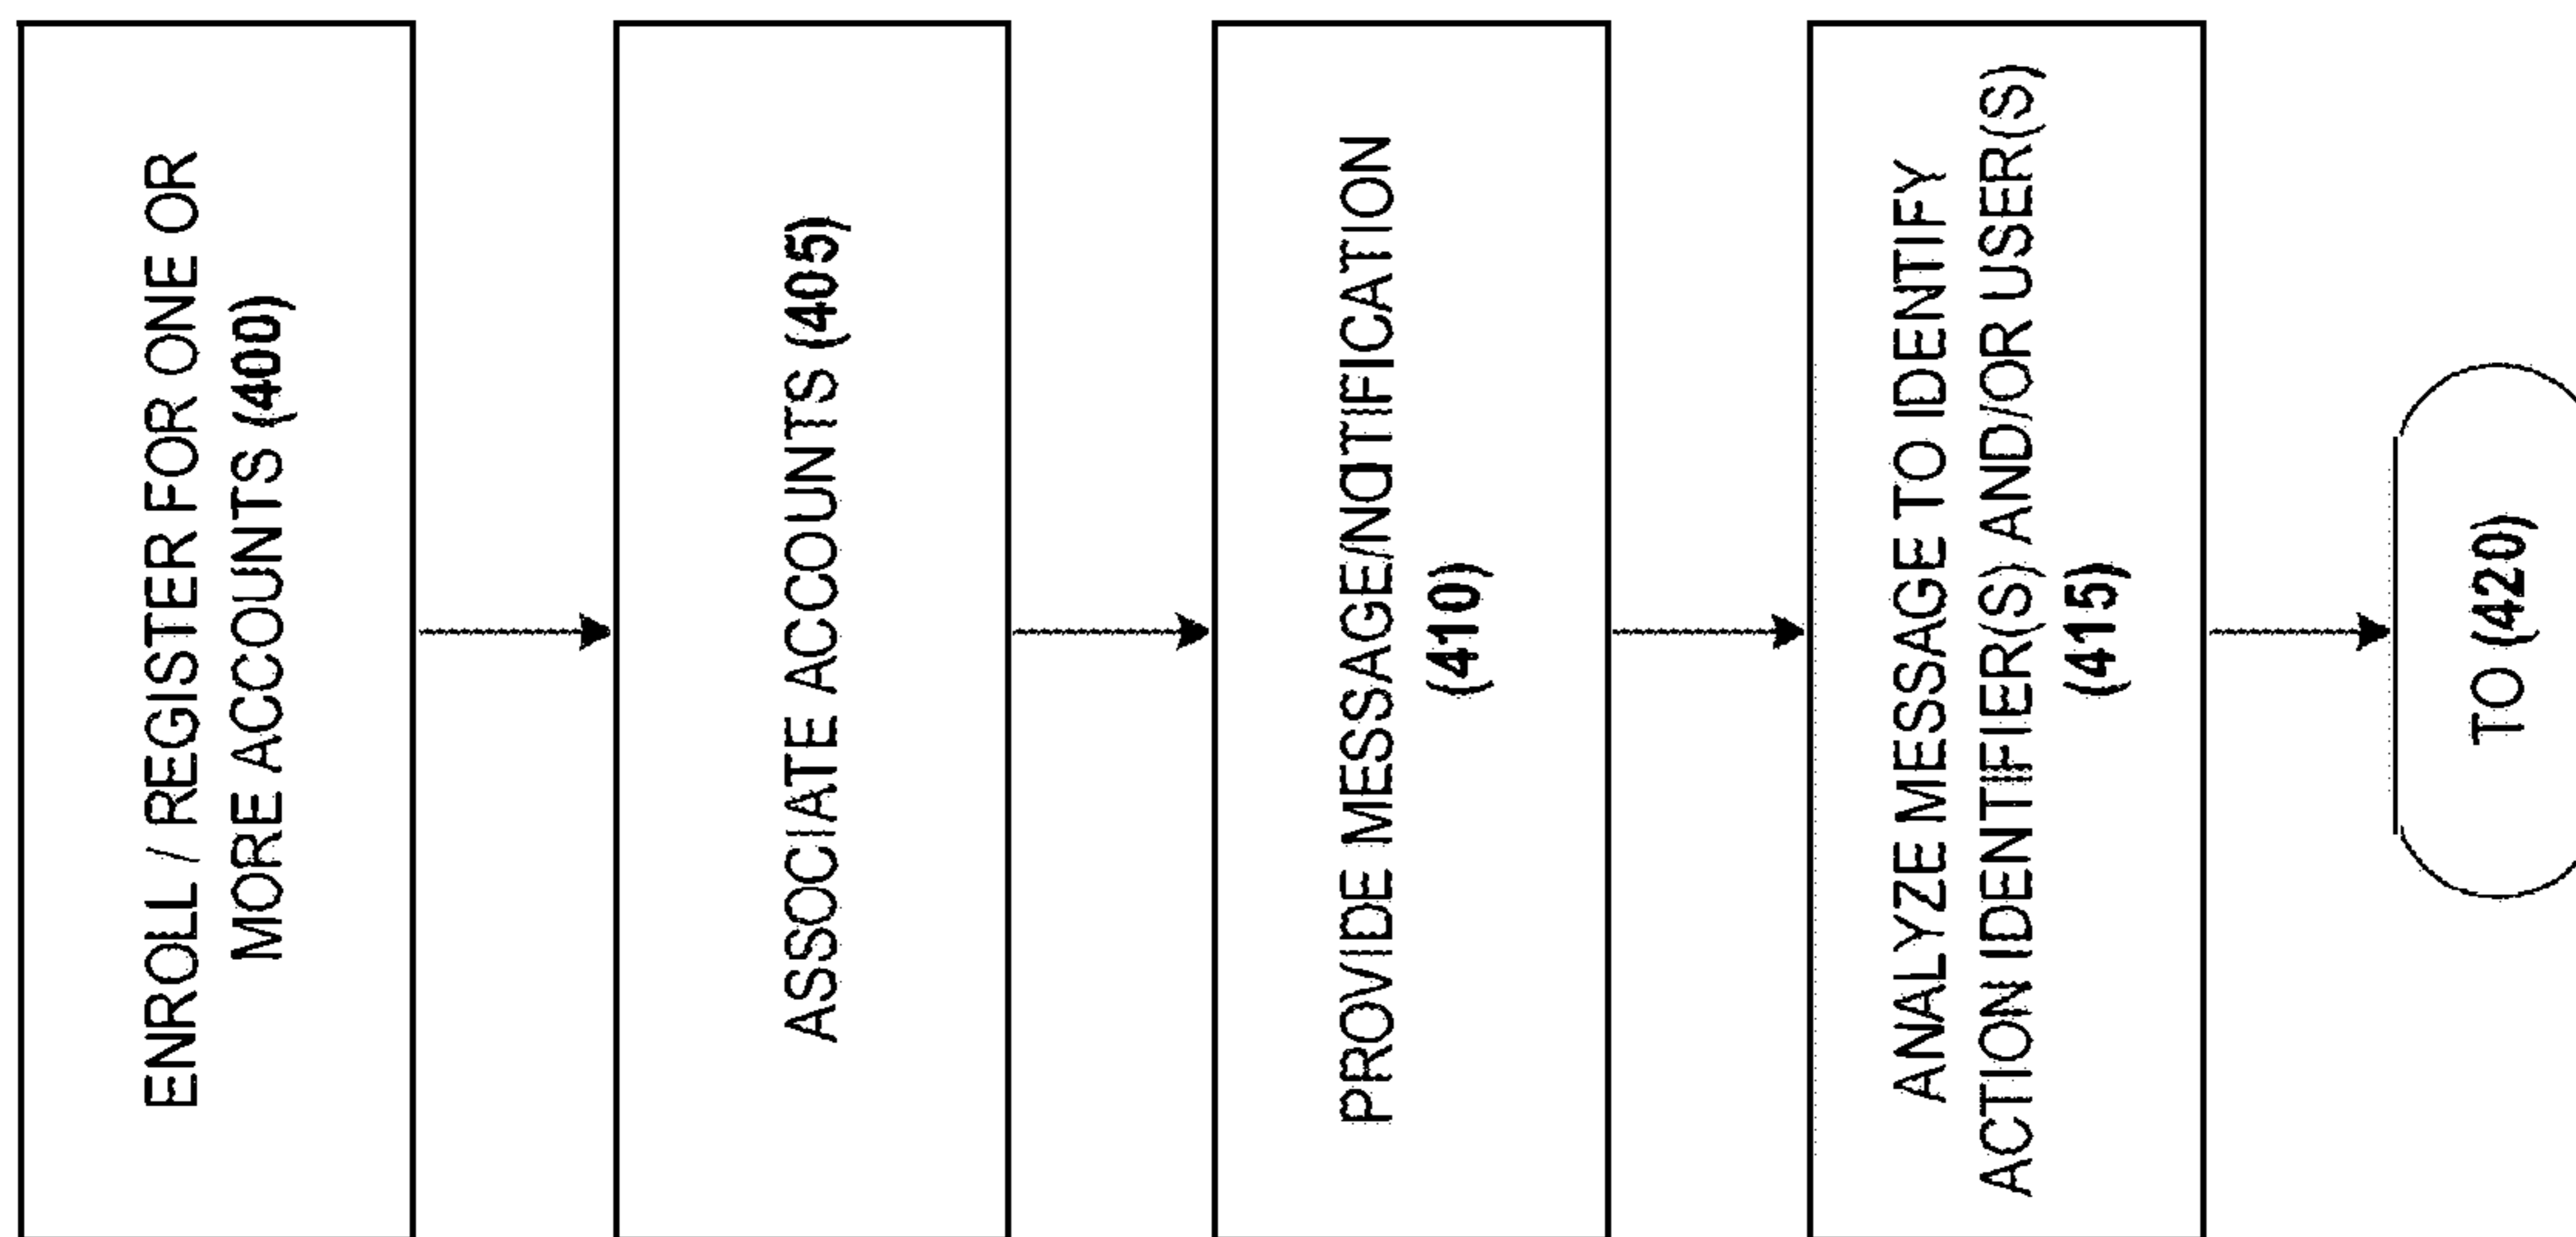 ENROLL / REGISTER FOR ONE OR
MORE ACCOUNTS (400)
ASSOCIATE ACCOUNTS (405)
PROVIDE MESSAGE/NOTIFICATION
(410)
ANALYZE MESSAGE TO IDENTIFY
ACTION IDENTIFIER(S) AND/OR USER(S)
(415)
TO (420)